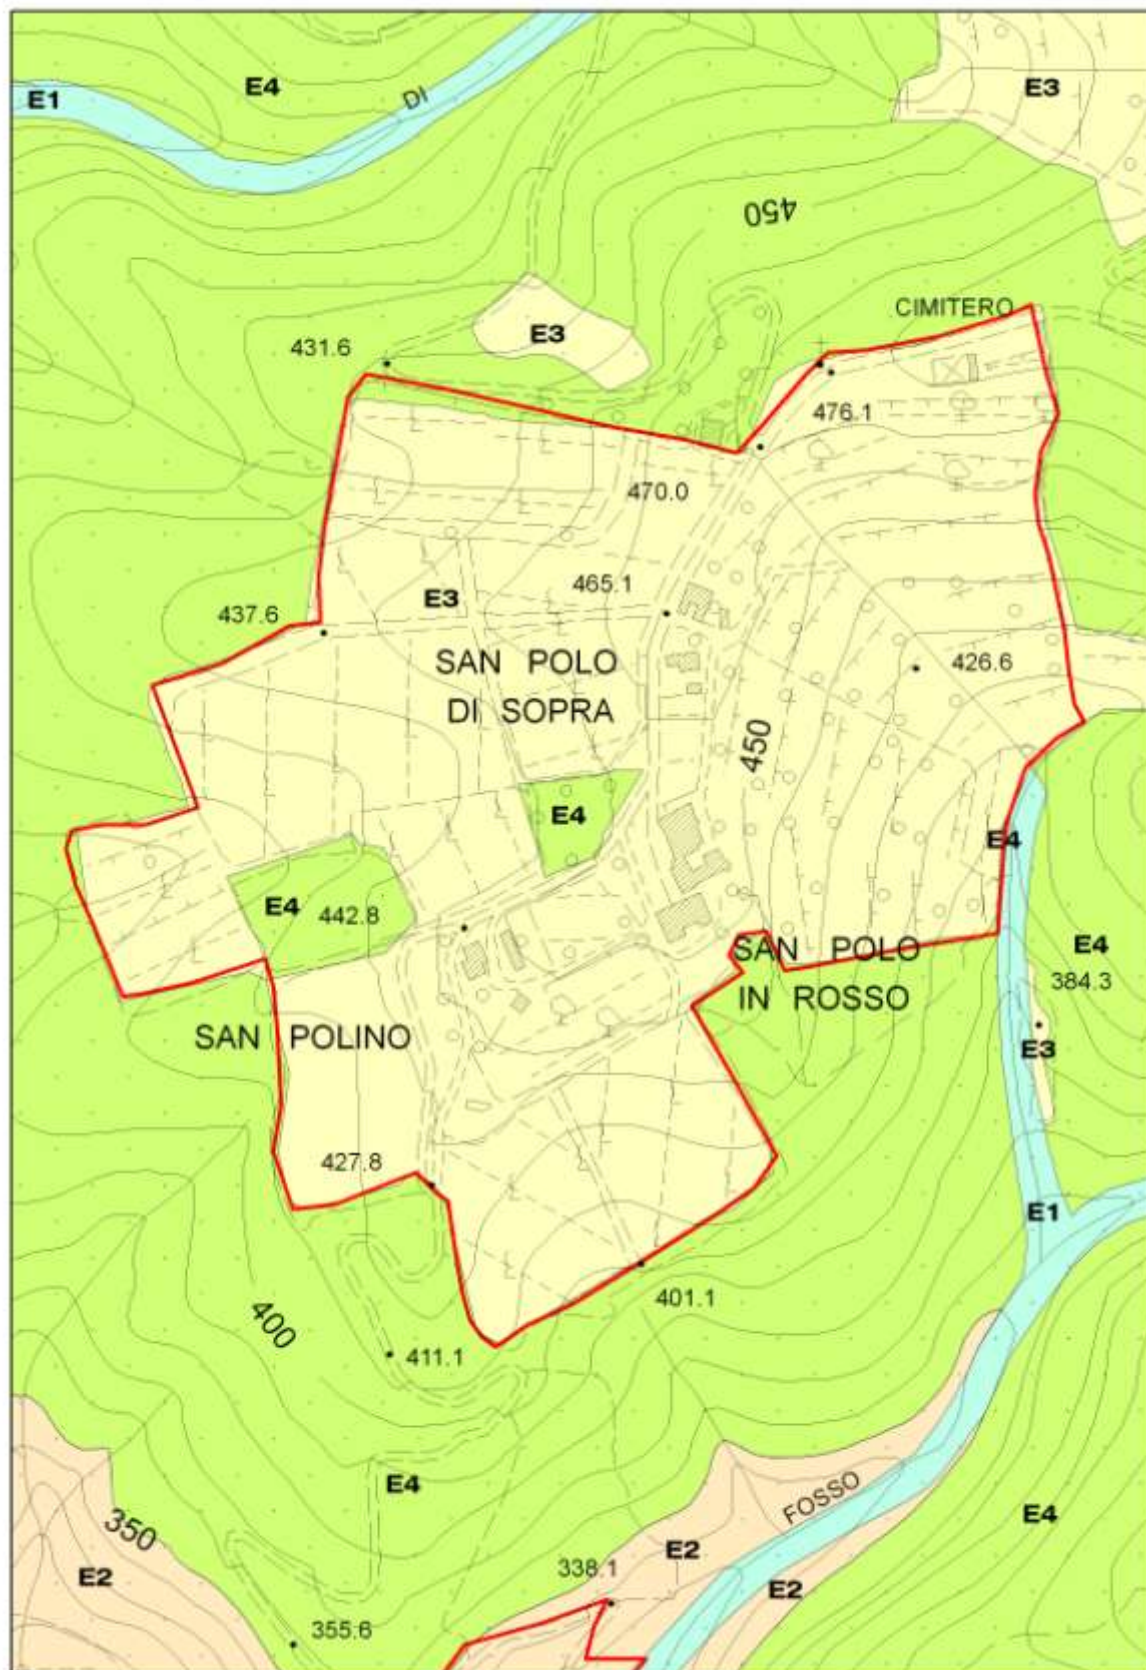 E4
E3
E1
DI
450
CIMITERO
E3
431.6
476.1
470.0
E3
465.1
437.6
SAN POLO
DI SOPRA
426.6
450
E4
E4
E4
442.8
SAN POLO
IN ROSSO
E4
384.3
SAN POLINO
E3
427.8
E1
401.1
400
411.1
E4
FOSSO
E4
350
E2
E2
338.1
E2
355.6